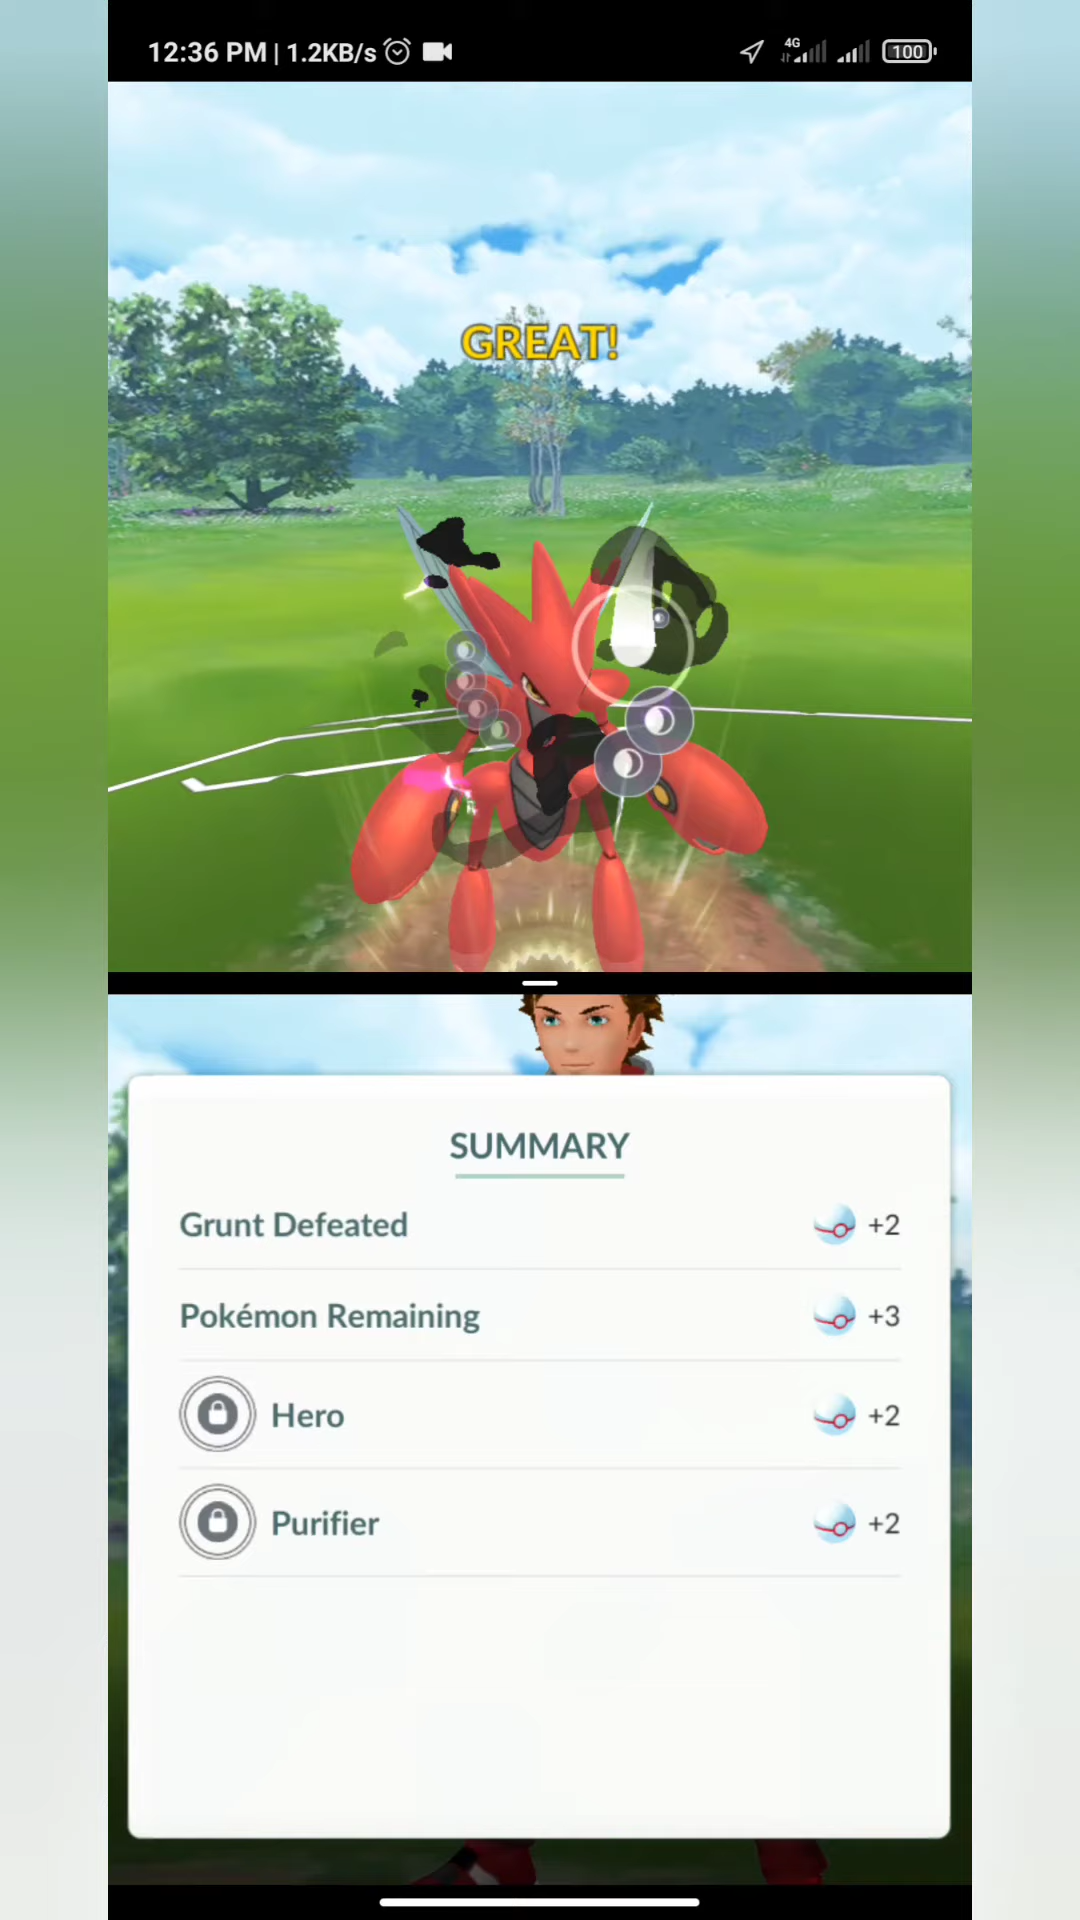 12:36 PM | 1.2KB/s
4G
100
GREAT!
SUMMARY
Grunt Defeated +2
Pokémon Remaining +3
Hero +2
Purifier +2